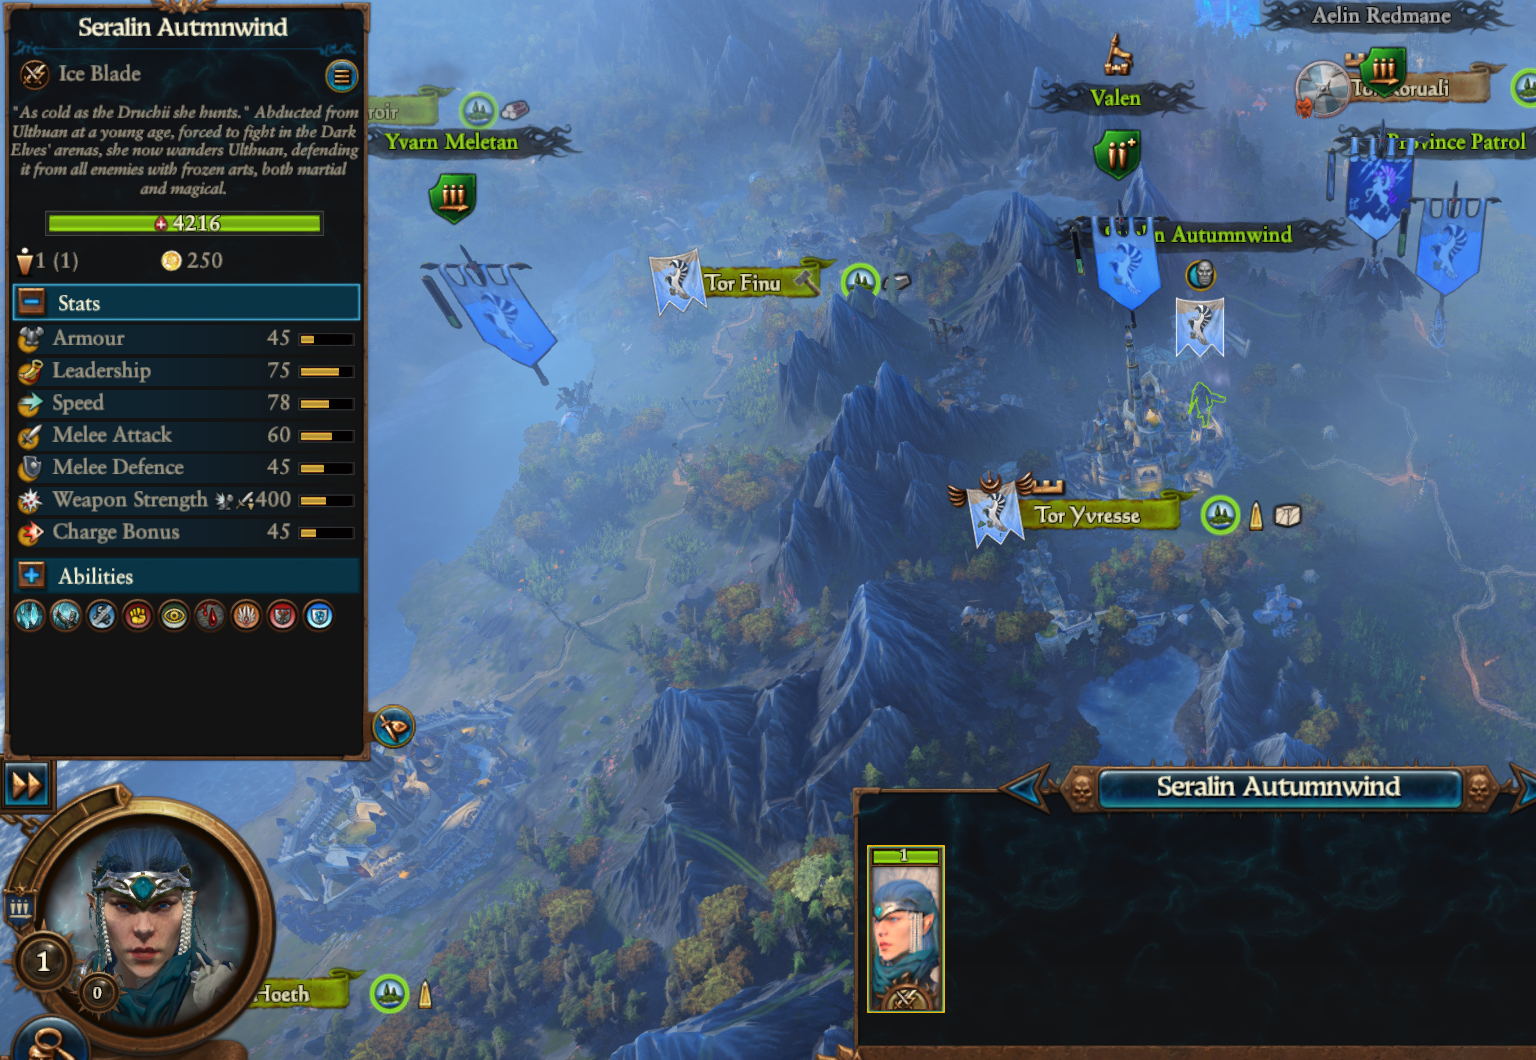 Seralin Autmnwind
Ice Blade
"As cold as the Druchii she hunts." Abducted from
Ulthuan at a young age, forced to fight in the Dark
Elves' arenas, she now wanders Ulthuan, defending
it from all enemies with frozen arts, both martial
and magical.
4216
1 (1)
250
Stats
Armour 45
Leadership 75
Speed 78
Melee Attack 60
Melee Defence 45
Weapon Strength 400
Charge Bonus 45
Abilities
Aelin Redmane
Valen
Yvarn Meletan
Province Patrol
Autumnwind
Tor Finu
Tor Yvresse
Hoeth
1
0
Seralin Autumnwind
1